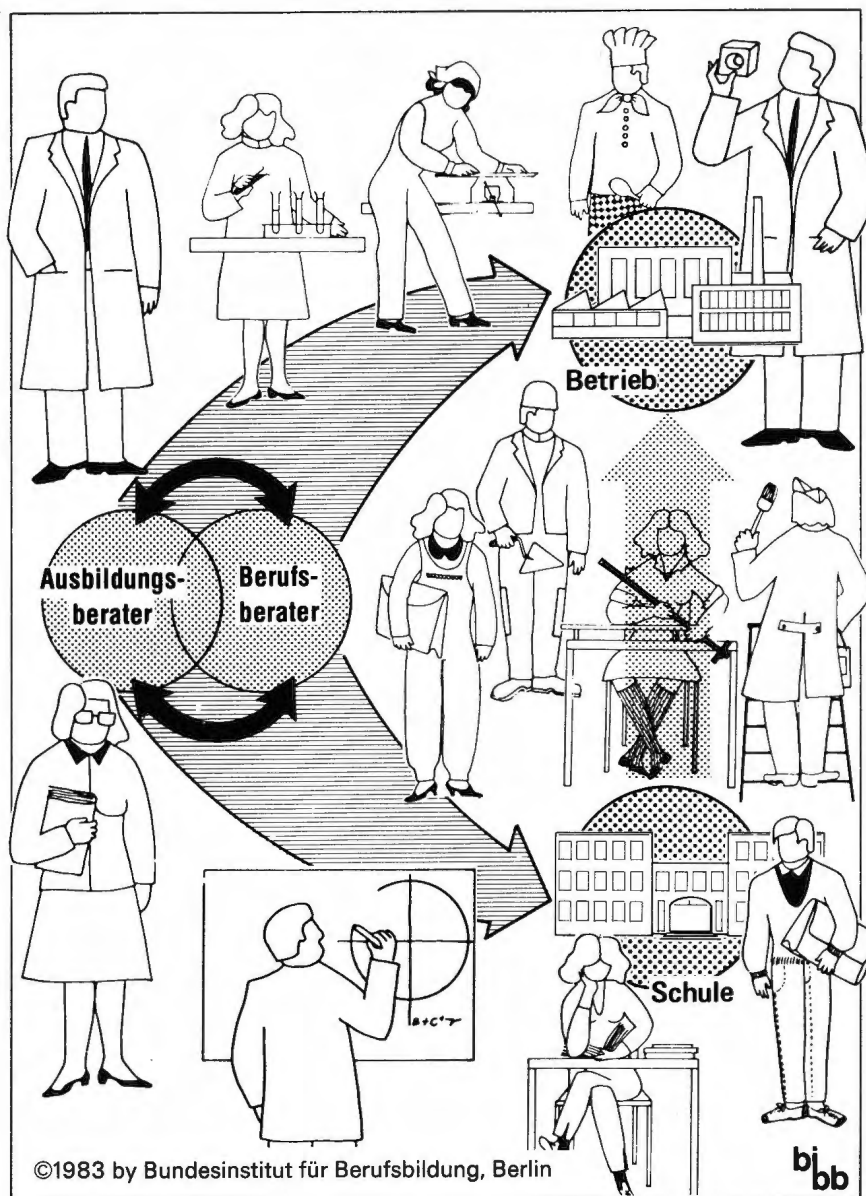 Betrieb
Ausbildungs-
berater
Berufs-
berater
Schule
©1983 by Bundesinstitut für Berufsbildung, Berlin
bi
bb